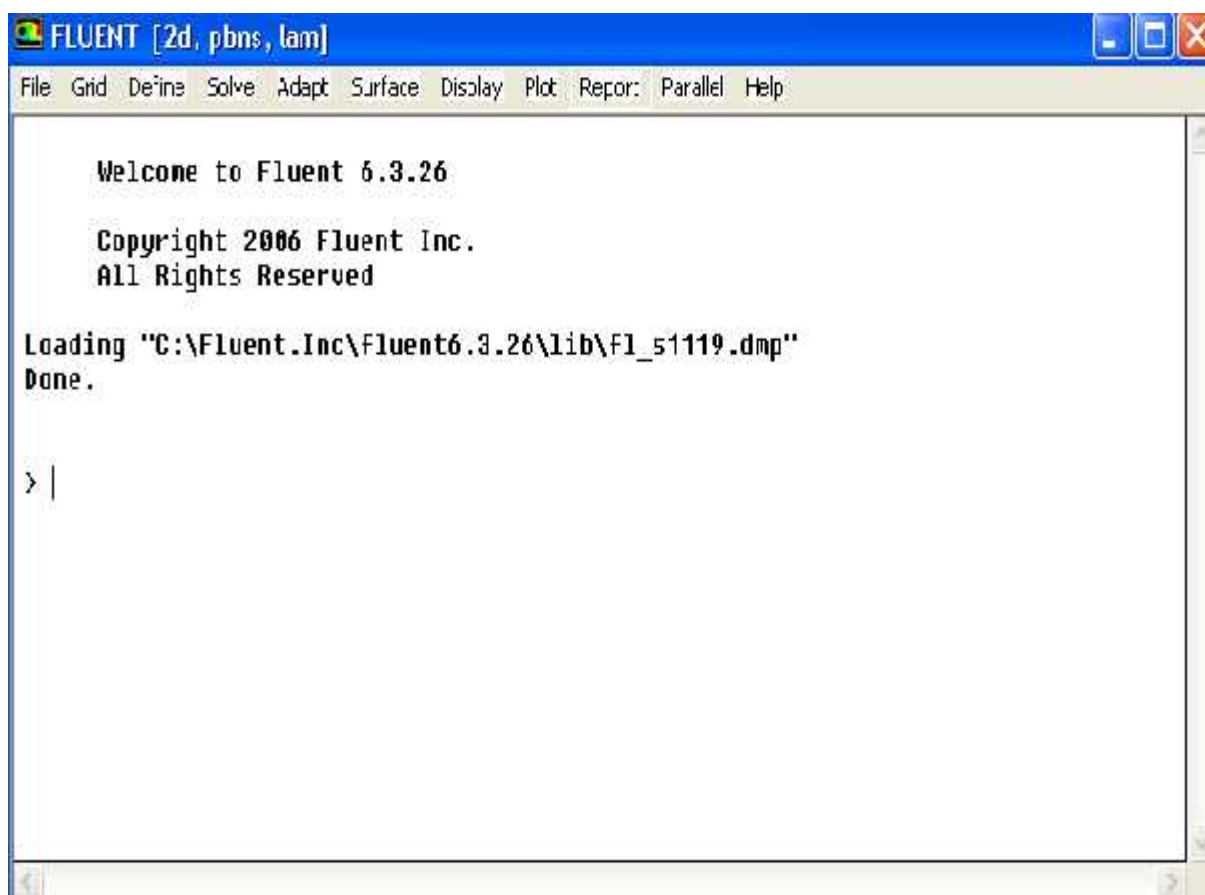 FLUENT [2d, pbns, lam]
File Grid Define Solve Adapt Surface Display Plot Report Parallel Help
Welcome to Fluent 6.3.26
Copyright 2006 Fluent Inc.
All Rights Reserved
Loading "C:\Fluent.Inc\fluent6.3.26\lib\fl_s1119.dmp"
Done.
>